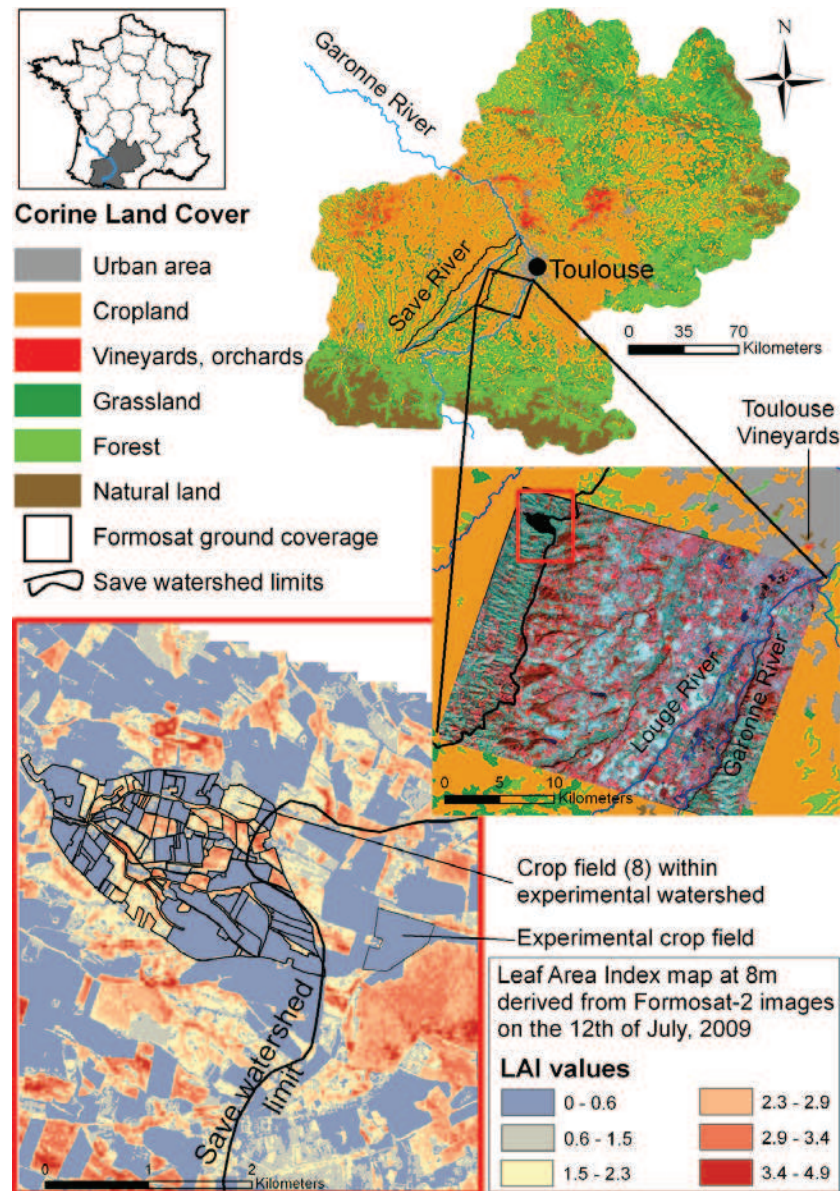 N
Garonne River
Corine Land Cover
Urban area
Cropland
Vineyards, orchards
Grassland
Forest
Natural land
Formosat ground coverage
Save watershed limits
Save River
Toulouse
0 35 70
Kilometers
Toulouse
Vineyards
Louge River
Garonne River
0 5 10
Kilometers
Crop field (8) within
experimental watershed
Experimental crop field
Save watershed
limit
0 1 2
Kilometers
Leaf Area Index map at 8m
derived from Formosat-2 images
on the 12th of July, 2009
LAI values
0 - 0.6
0.6 - 1.5
1.5 - 2.3
2.3 - 2.9
2.9 - 3.4
3.4 - 4.9